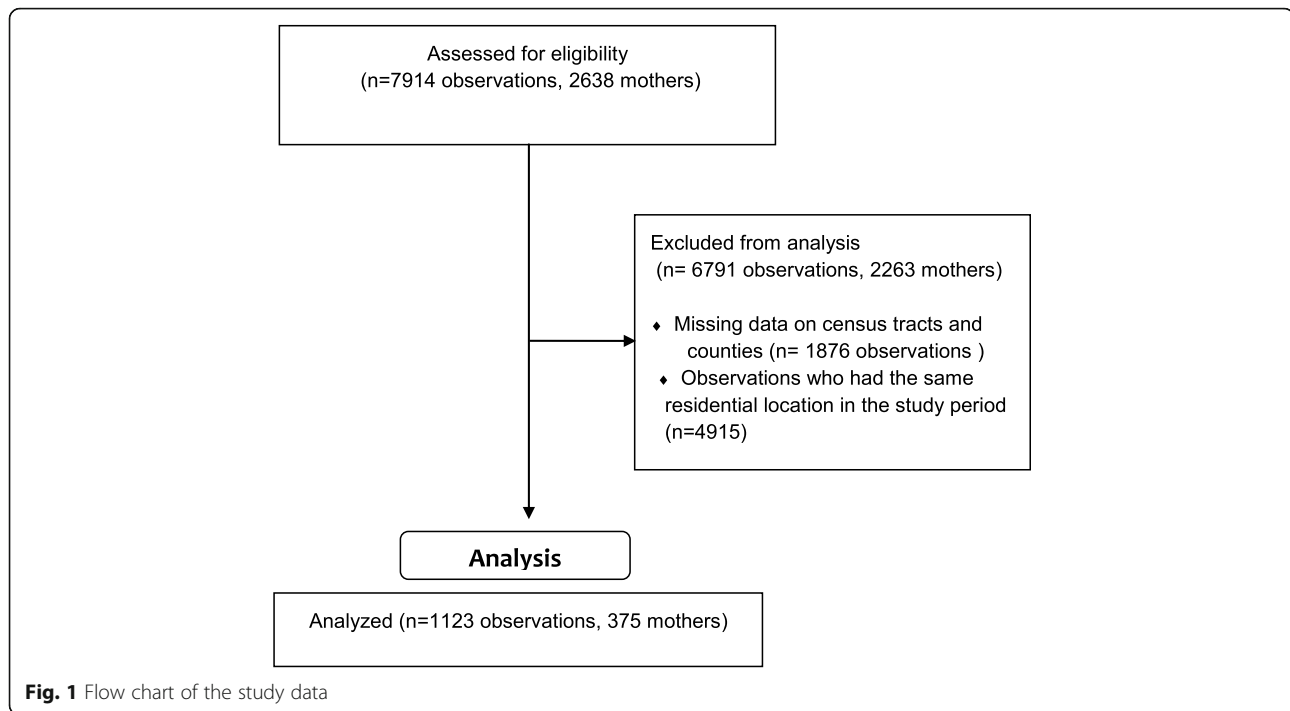 Assessed for eligibility
(n=7914 observations, 2638 mothers)
Excluded from analysis
(n= 6791 observations, 2263 mothers)
♦ Missing data on census tracts and
counties (n= 1876 observations )
♦ Observations who had the same
residential location in the study period
(n=4915)
Analysis
Analyzed (n=1123 observations, 375 mothers)
Fig. 1 Flow chart of the study data